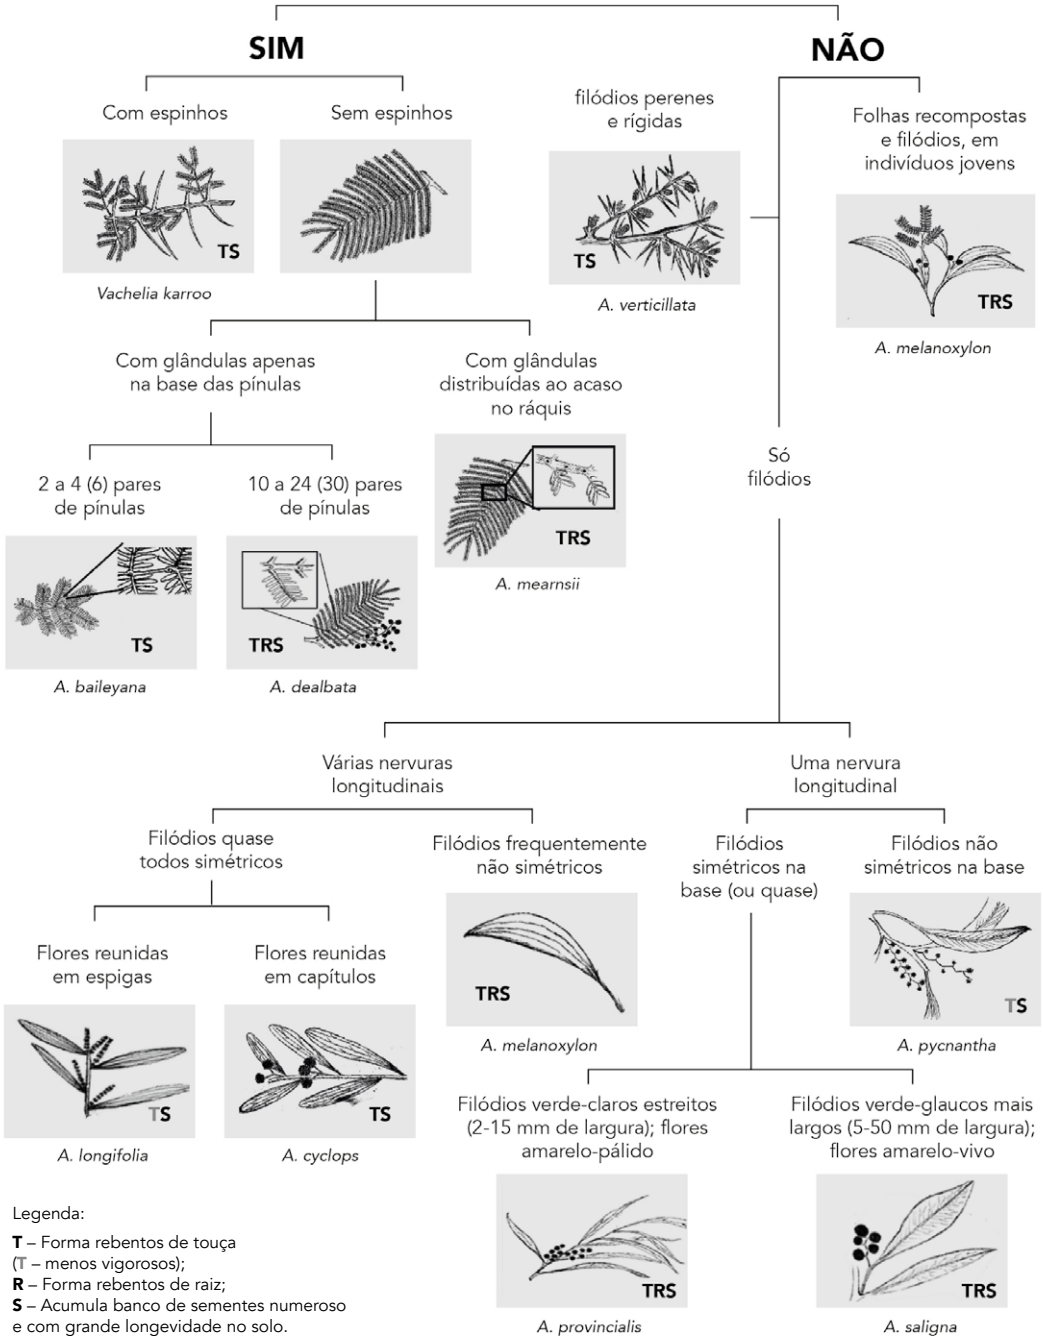 SIM
NÃO
Com espinhos
Sem espinhos
filódios perenes
e rígidas
Folhas recompostas
e filódios, em
indivíduos jovens
TS
Vachelia karroo
TS
A. verticillata
TRS
A. melanoxylon
Com glândulas apenas
na base das pínulas
Com glândulas
distribuídas ao acaso
no ráquis
TRS
A. mearnsii
2 a 4 (6) pares
de pínulas
10 a 24 (30) pares
de pínulas
TS
A. baileyana
TRS
A. dealbata
Só
filódios
Várias nervuras
longitudinais
Uma nervura
longitudinal
Filódios quase
todos simétricos
Filódios frequentemente
não simétricos
Filódios
simétricos na
base (ou quase)
Filódios não
simétricos na base
TRS
A. melanoxylon
TS
A. pycnantha
Flores reunidas
em espigas
Flores reunidas
em capítulos
TS
A. longifolia
TS
A. cyclops
Filódios verde-claros estreitos
(2-15 mm de largura); flores
amarelo-pálido
Filódios verde-glaucos mais
largos (5-50 mm de largura);
flores amarelo-vivo
TRS
A. provincialis
TRS
A. saligna
Legenda:
T – Forma rebentos de touça
(T – menos vigorosos);
R – Forma rebentos de raiz;
S – Acumula banco de sementes numeroso
e com grande longevidade no solo.